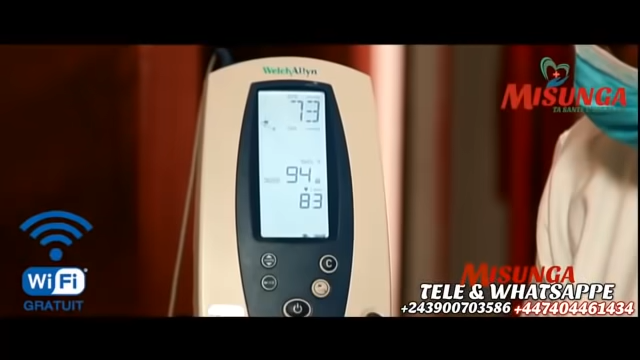 WelchAllyn
MISUNGA
73
94
83
C
WiFi
GRATUIT
MISUNGA
TELE & WHATSAPPE
+243900703586 +447404461434